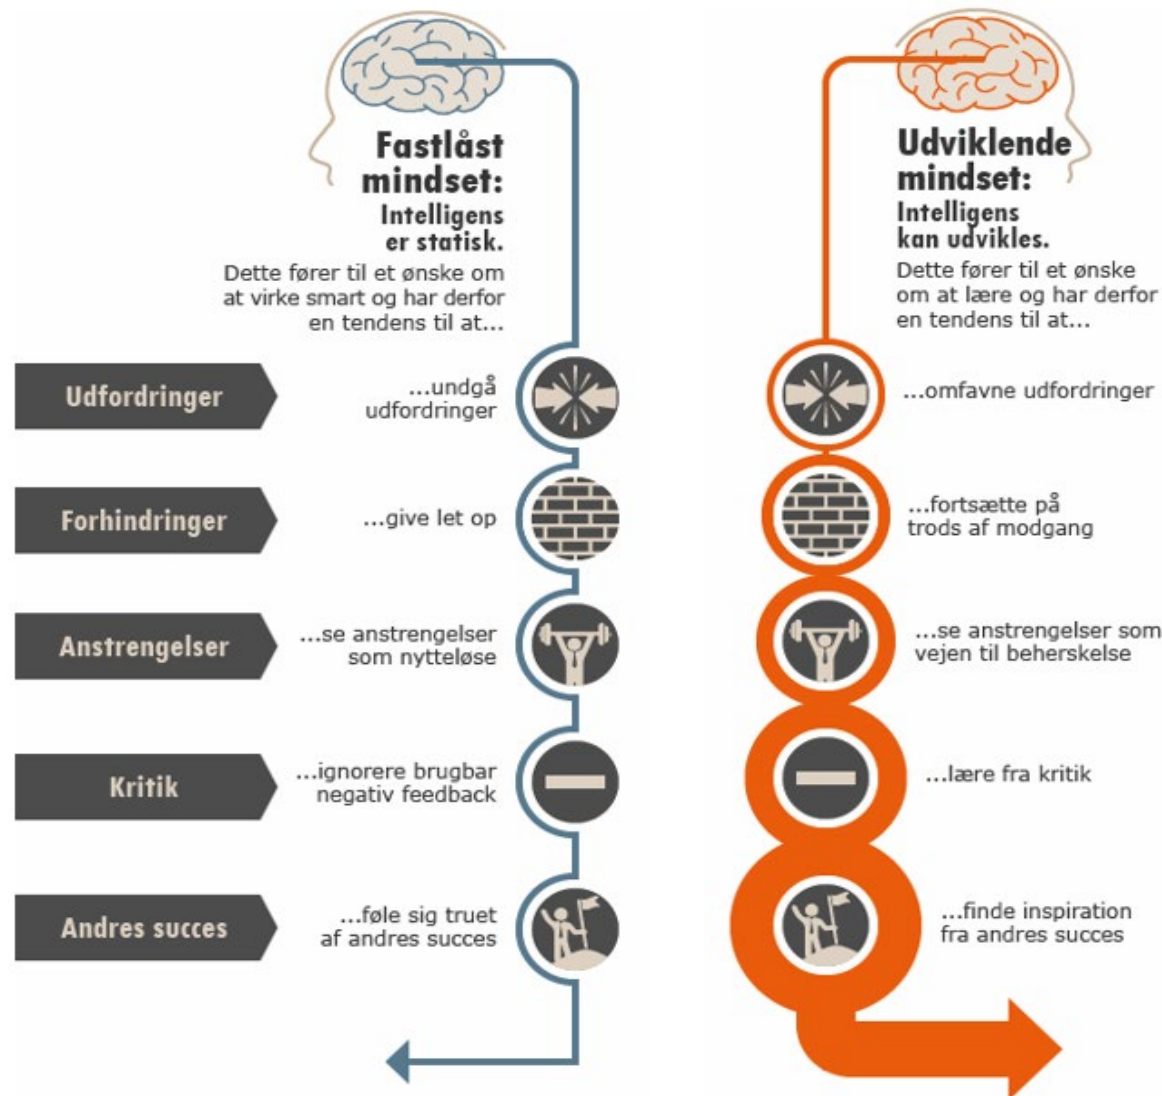 Fastlåst
mindset:
Intelligens
er statisk.
Dette fører til et ønske om
at virke smart og har derfor
en tendens til at...
Udviklende
mindset:
Intelligens
kan udvikles.
Dette fører til et ønske
om at lære og har derfor
en tendens til at...
Udfordringer
...undgå
udfordringer
...omfavne udfordringer
Forhindringer
...give let op
...fortsætte på
trods af modgang
Anstrengelser
...se anstrengelser
som nytteløse
...se anstrengelser som
vejen til beherskelse
Kritik
...ignorere brugbar
negativ feedback
...lære fra kritik
Andres succes
...føle sig truet
af andres succes
...finde inspiration
fra andres succes